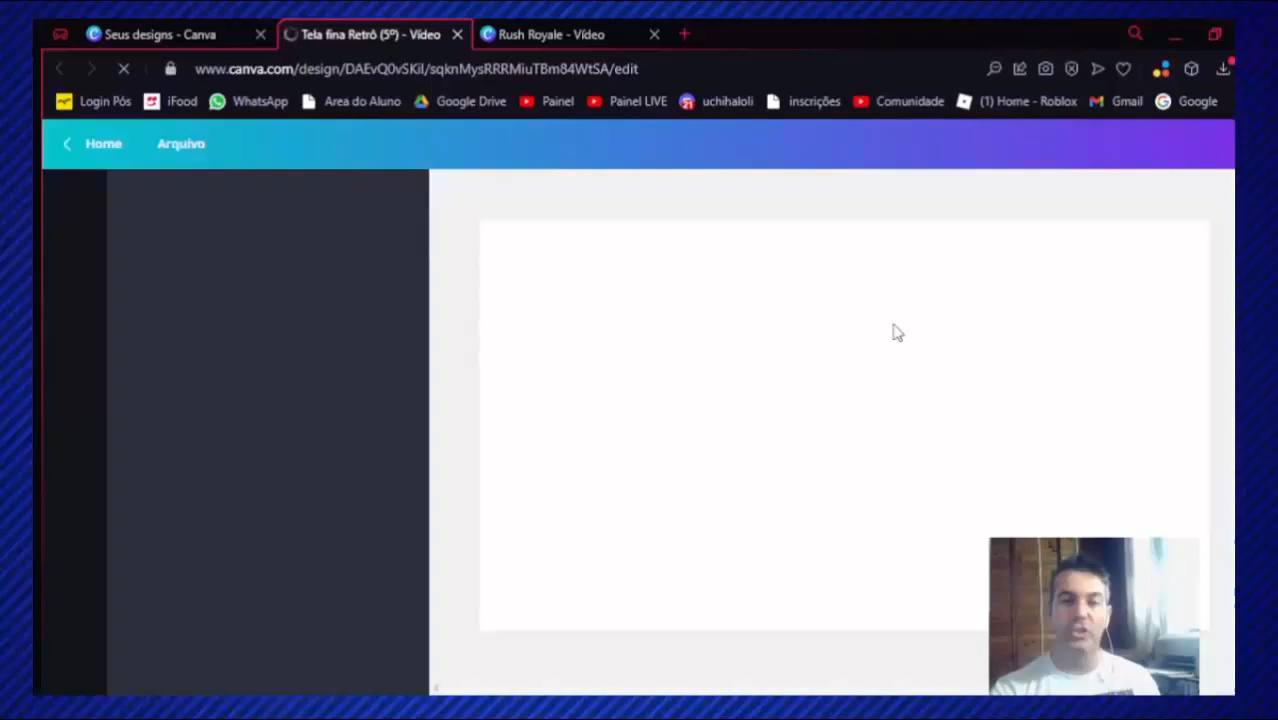 Seus designs - Canva
Tela fina Retrô (5º) - Vídeo
Rush Royale - Vídeo
www.canva.com/design/DAEvQ0vSKiI/sqknMysRRRMiuTBm84WtSA/edit
Login Pós
iFood
WhatsApp
Area do Aluno
Google Drive
Painel
Painel LIVE
21
uchihaloli
inscrições
Comunidade
(1) Home - Roblox
Gmail
Google
Home
Arquivo